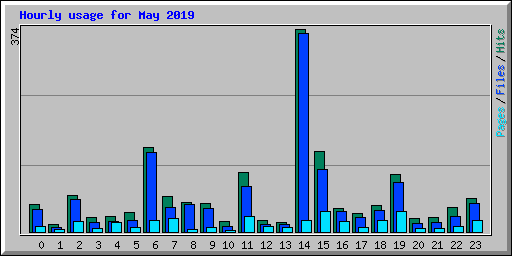 Hourly usage for May 2019
374
Pages / Files / Hits
0 1 2 3 4 5 6 7 8 9 10 11 12 13 14 15 16 17 18 19 20 21 22 23